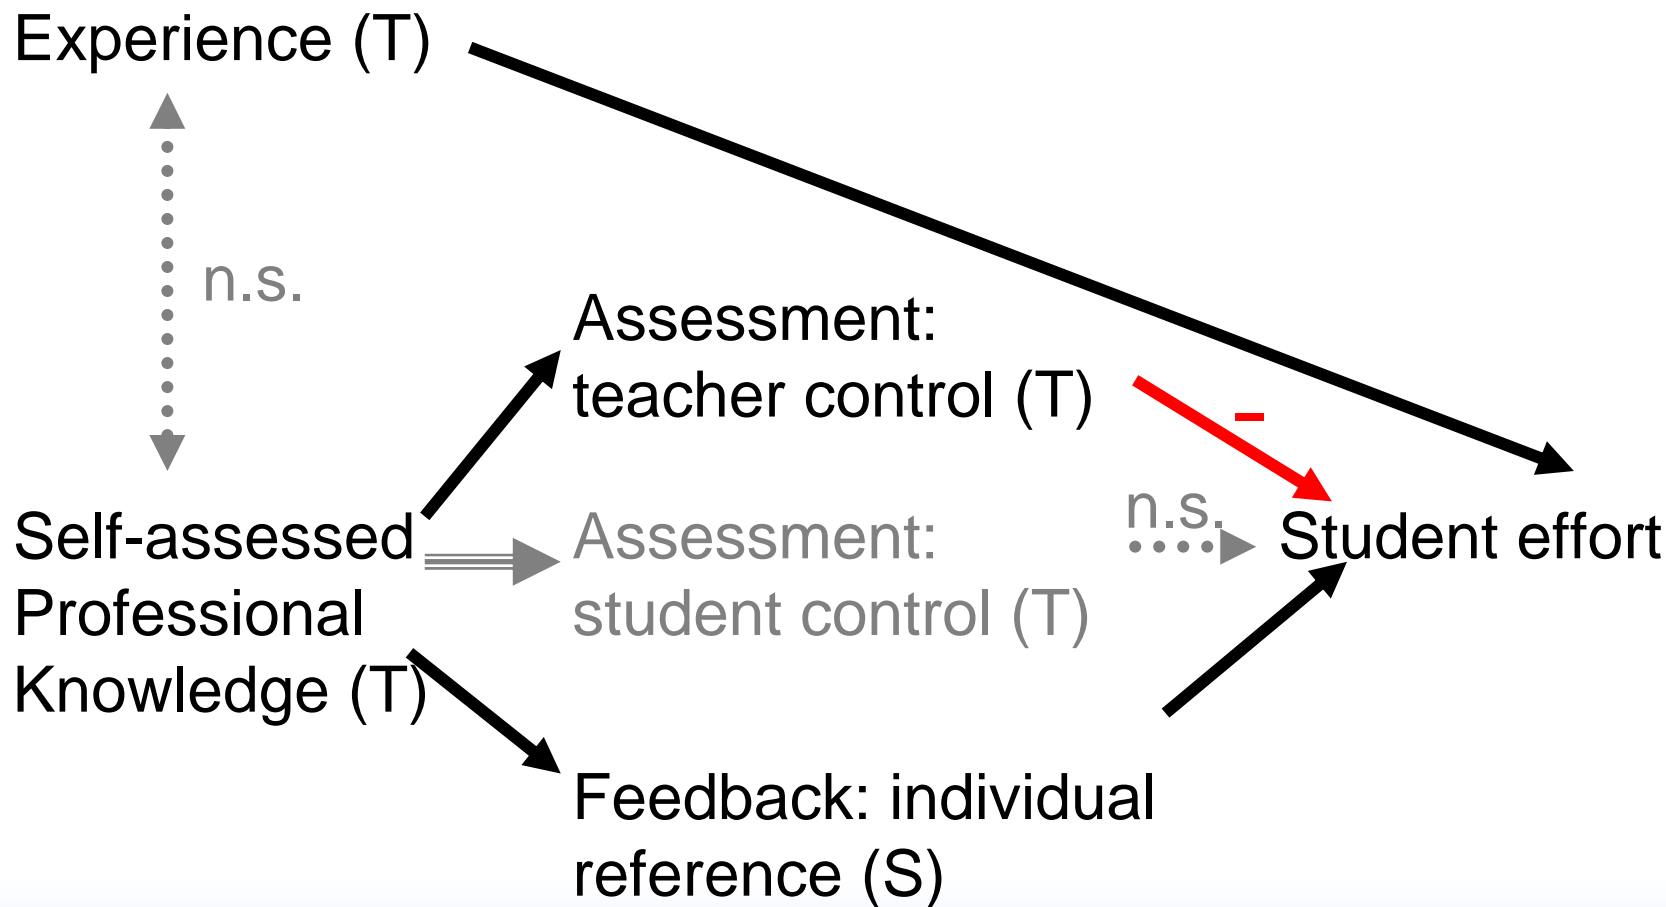 Experience (T)
n.s.
Assessment:
teacher control (T)
-
Self-assessed
Professional
Knowledge (T)
Assessment:
student control (T)
n.s.
Student effort
Feedback: individual
reference (S)